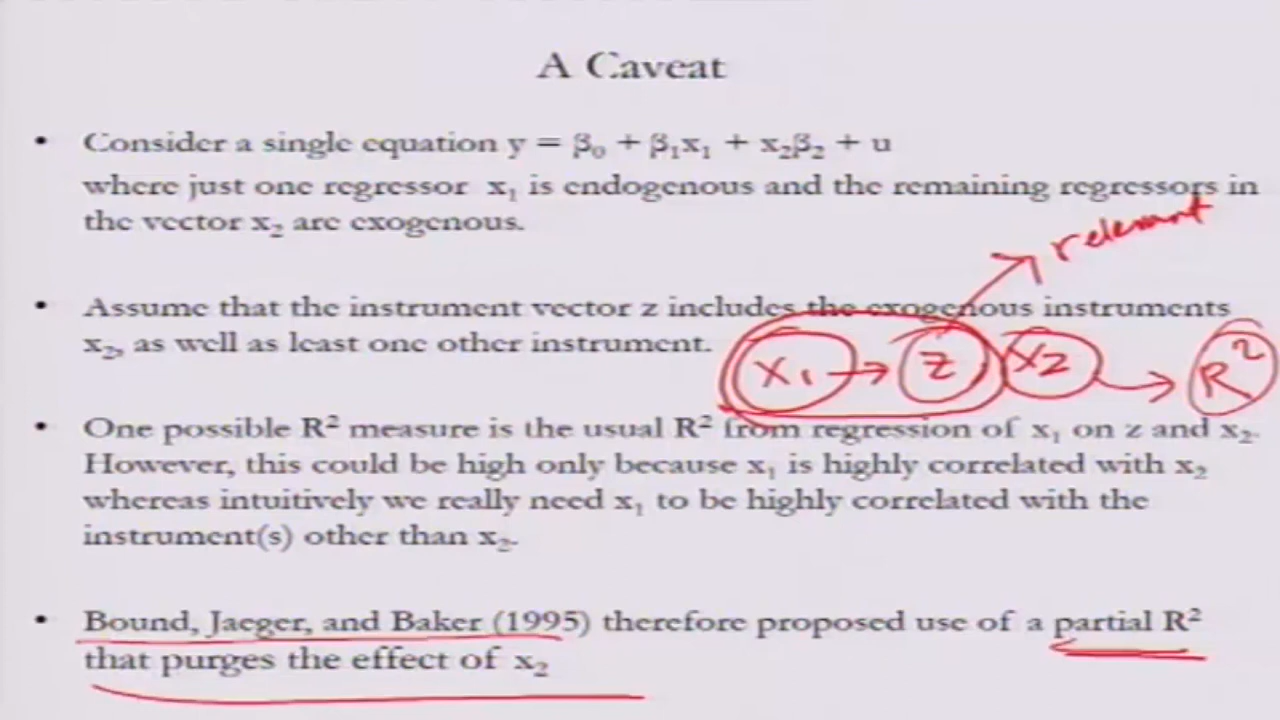 A Caveat
• Consider a single equation y = β₀ + β₁x₁ + x₂β₂ + u
where just one regressor x₁ is endogenous and the remaining regressors in
the vector x₂ are exogenous.
relevant
• Assume that the instrument vector z includes the exogenous instruments
x₂, as well as least one other instrument.
X₁ → Z X₂ → R²
• One possible R² measure is the usual R² from regression of x₁ on z and x₂.
However, this could be high only because x₁ is highly correlated with x₂
whereas intuitively we really need x₁ to be highly correlated with the
instrument(s) other than x₂.
• Bound, Jaeger, and Baker (1995) therefore proposed use of a partial R²
that purges the effect of x₂